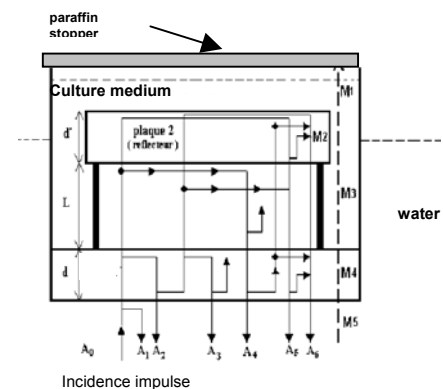 paraffin
stopper
Culture medium
M1
d'
plaque 2
( reflecteur )
M2
L
M3
water
d
M4
M5
A0
A1
A2
A3
A4
A5
A6
Incidence impulse